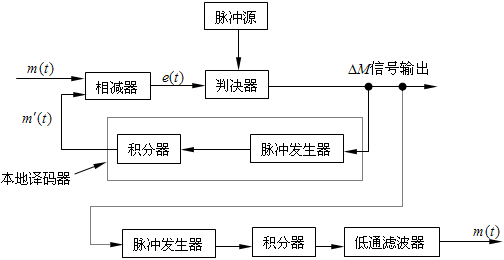 脉冲源
m(t)
相减器
e(t)
判决器
ΔM信号输出
m′(t)
积分器
脉冲发生器
本地译码器
脉冲发生器
积分器
低通滤波器
m(t)